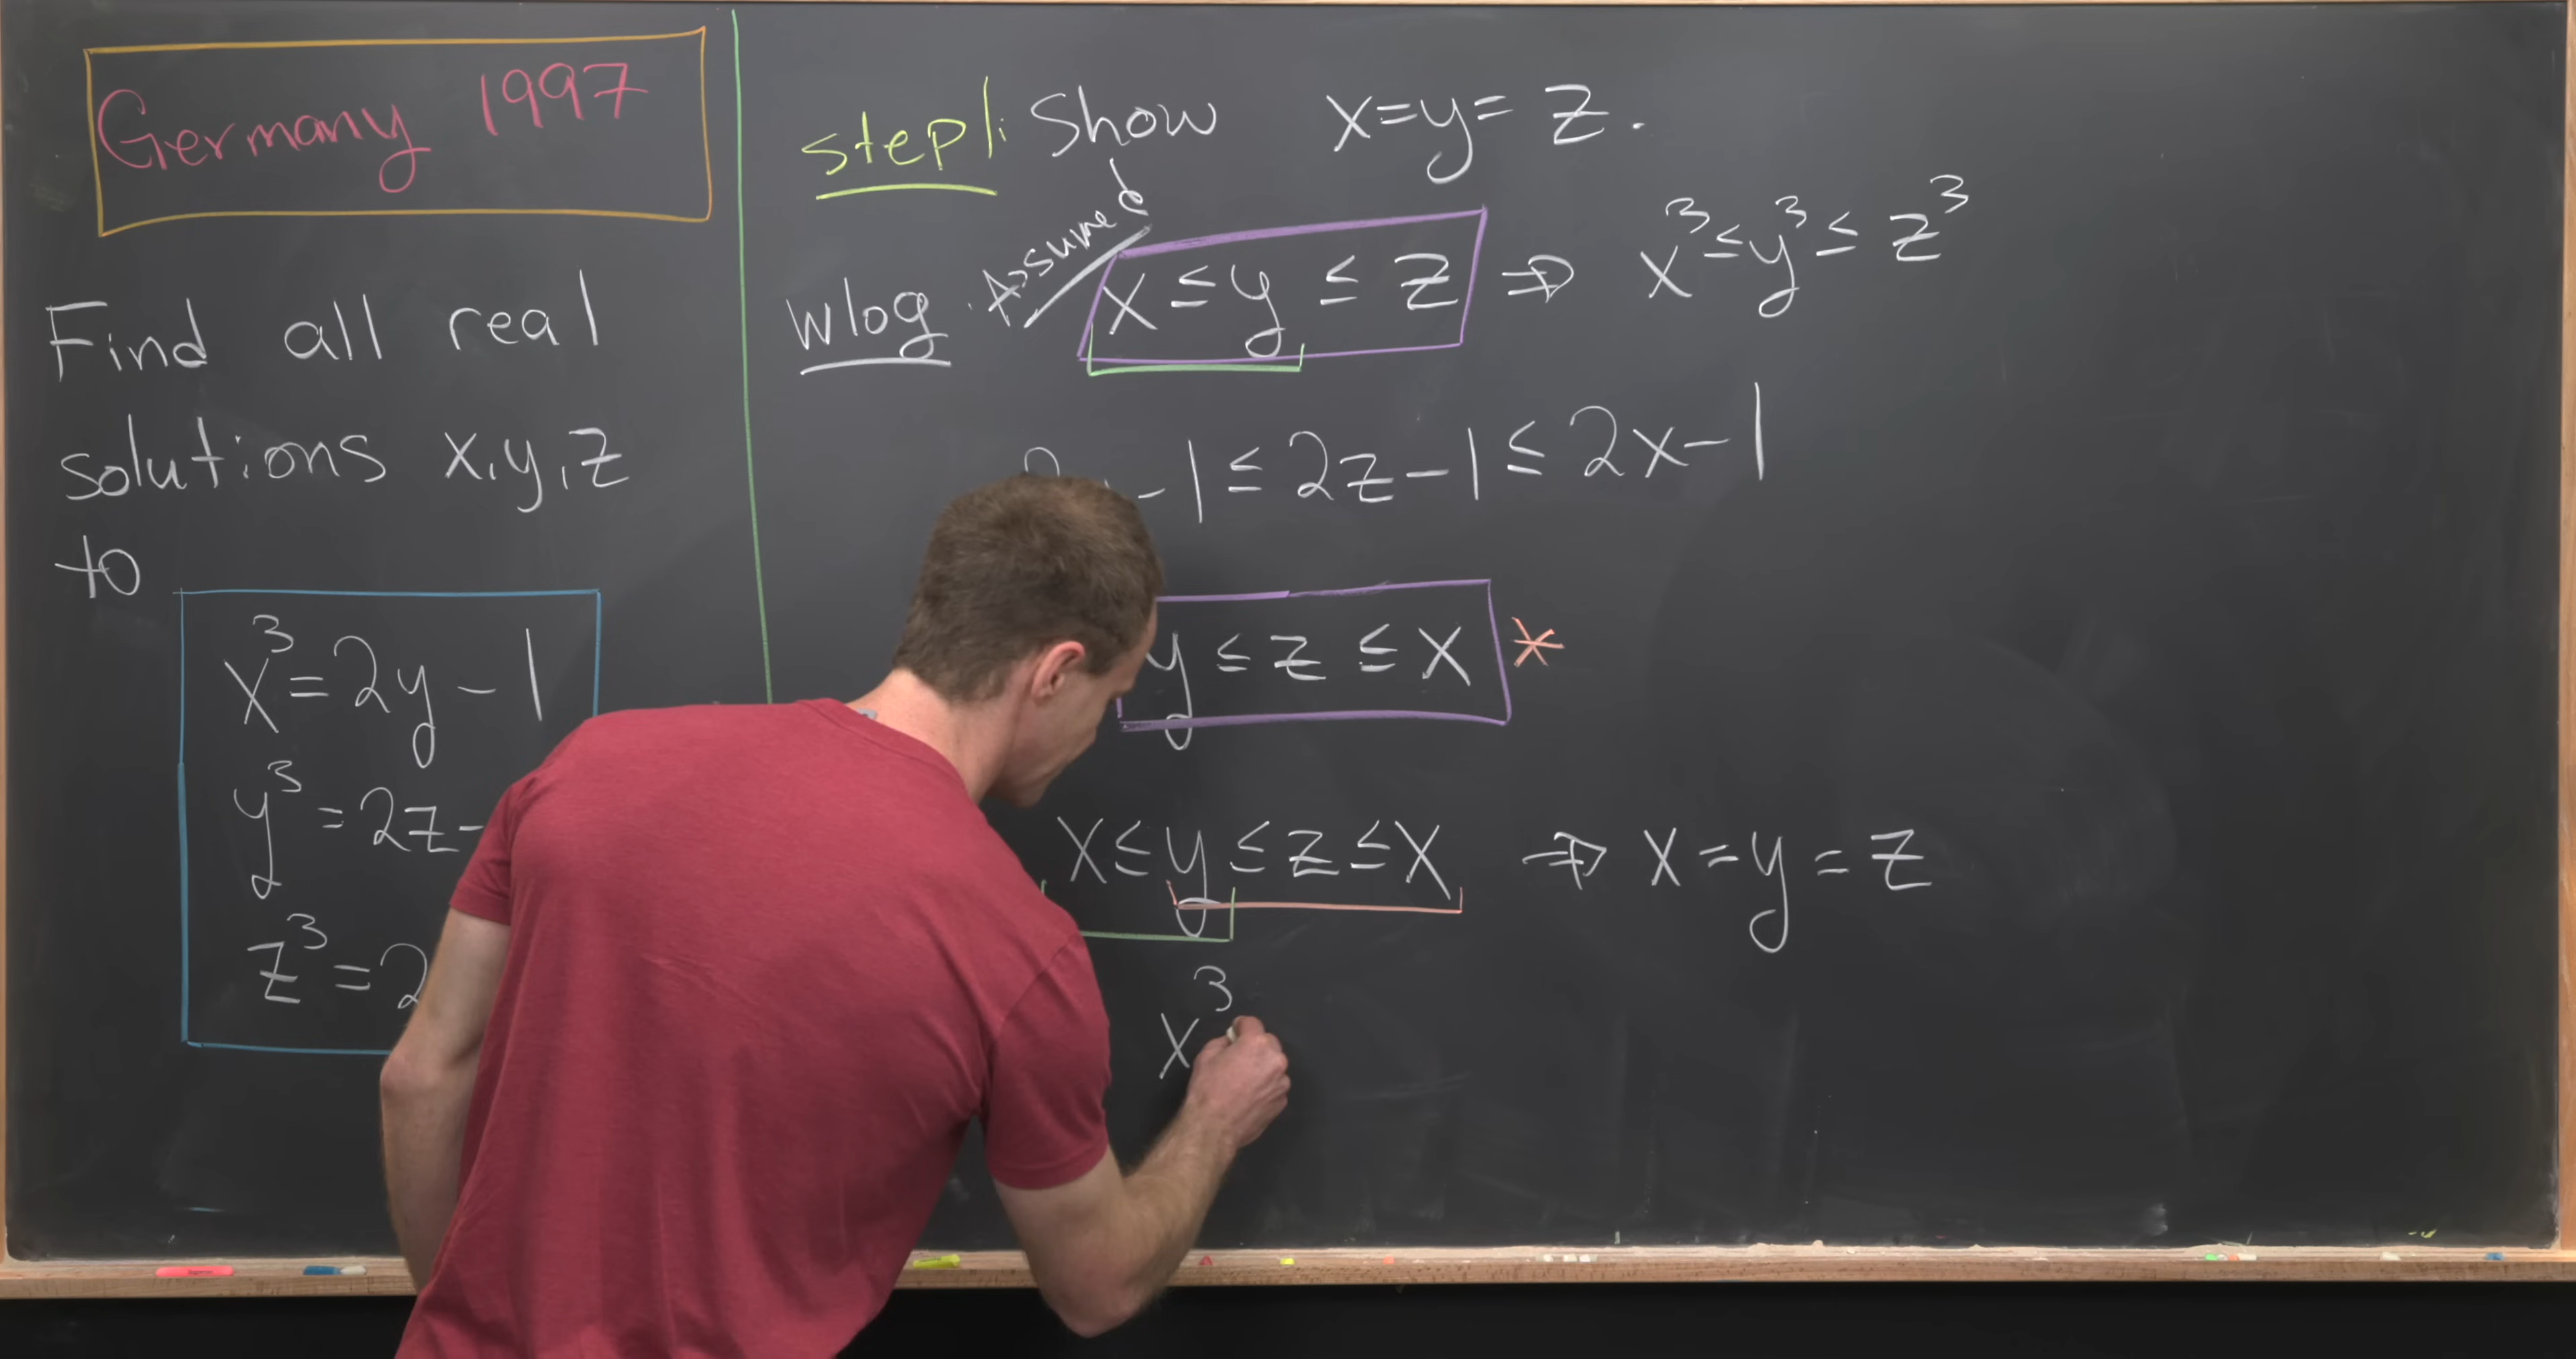 Germany 1997
Find all real
solutions x,y,z
to
x³=2y-1
y³=2z-
z³=2
step1: Show x=y=z.
wlog. Assumed x≤y≤z ⇒ x³≤y³≤z³
-1≤2z-1≤2x-1
y≤z≤x *
x≤y≤z≤x ⇒ x=y=z
x³